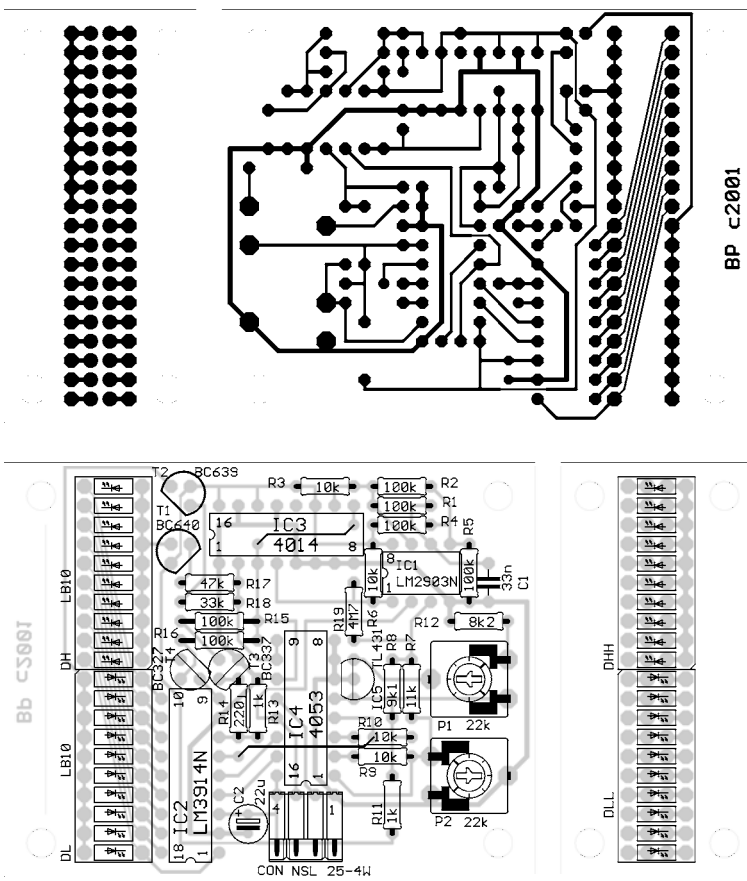 BP c2001
T2
BC639
T1
BC640
R3
10k
100k
R2
100k
R1
100k
R4
R5
16
IC3
1
4014
8
8
IC1
1
LM2903N
10k
100k
33n
C1
LB10
47k
R17
33k
R18
100k
R15
R16
100k
R19
4M7
R6
R12
8k2
DH
BC327
T4
T3
BC337
9
8
IC4
4053
16
1
TL431
IC5
R8
9k1
R7
11k
BP c2001
10
9
IC2
LM3914N
18
1
R14
220
1k
R13
P1 22k
R10
10k
10k
R9
LB10
DL
C2
+
22u
4
1
CON NSL 25-4W
R11
1k
P2 22k
DHH
DLL